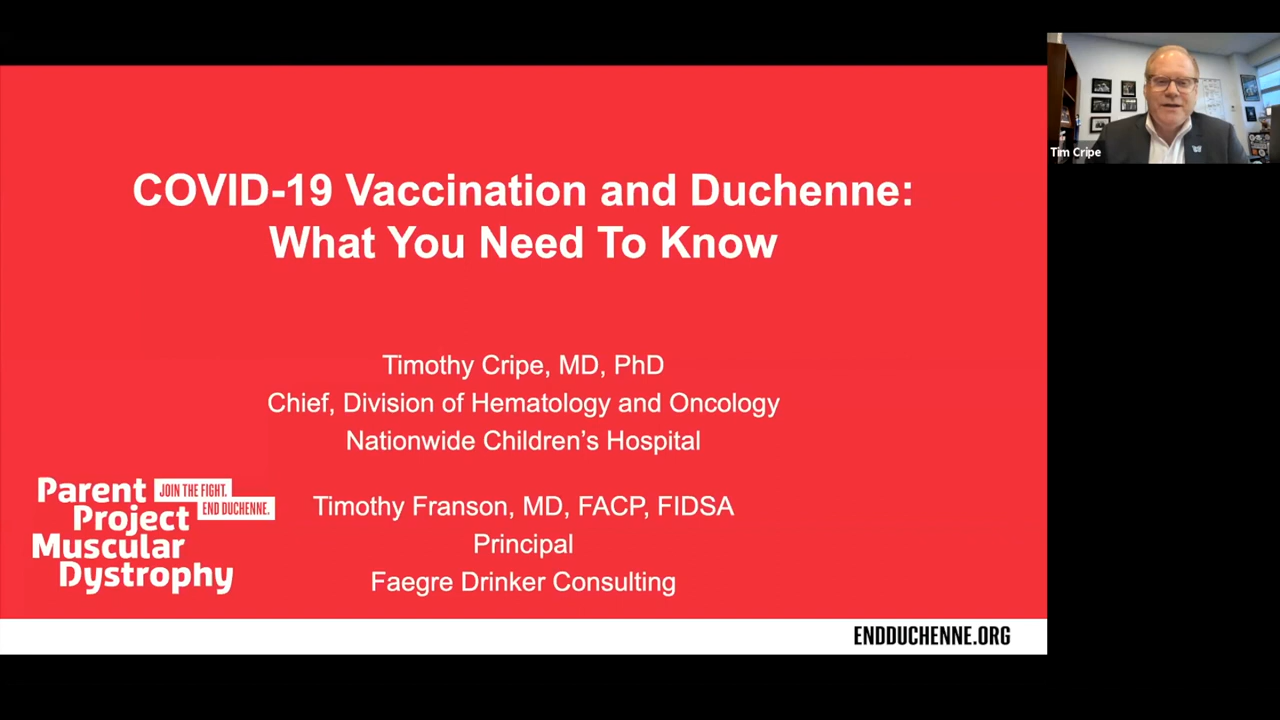 COVID-19 Vaccination and Duchenne:
What You Need To Know
Timothy Cripe, MD, PhD
Chief, Division of Hematology and Oncology
Nationwide Children's Hospital
Timothy Franson, MD, FACP, FIDSA
Principal
Faegre Drinker Consulting
Parent
Project
Muscular
Dystrophy
JOIN THE FIGHT.
END DUCHENNE.
ENDDUCHENNE.ORG
Tim Cripe